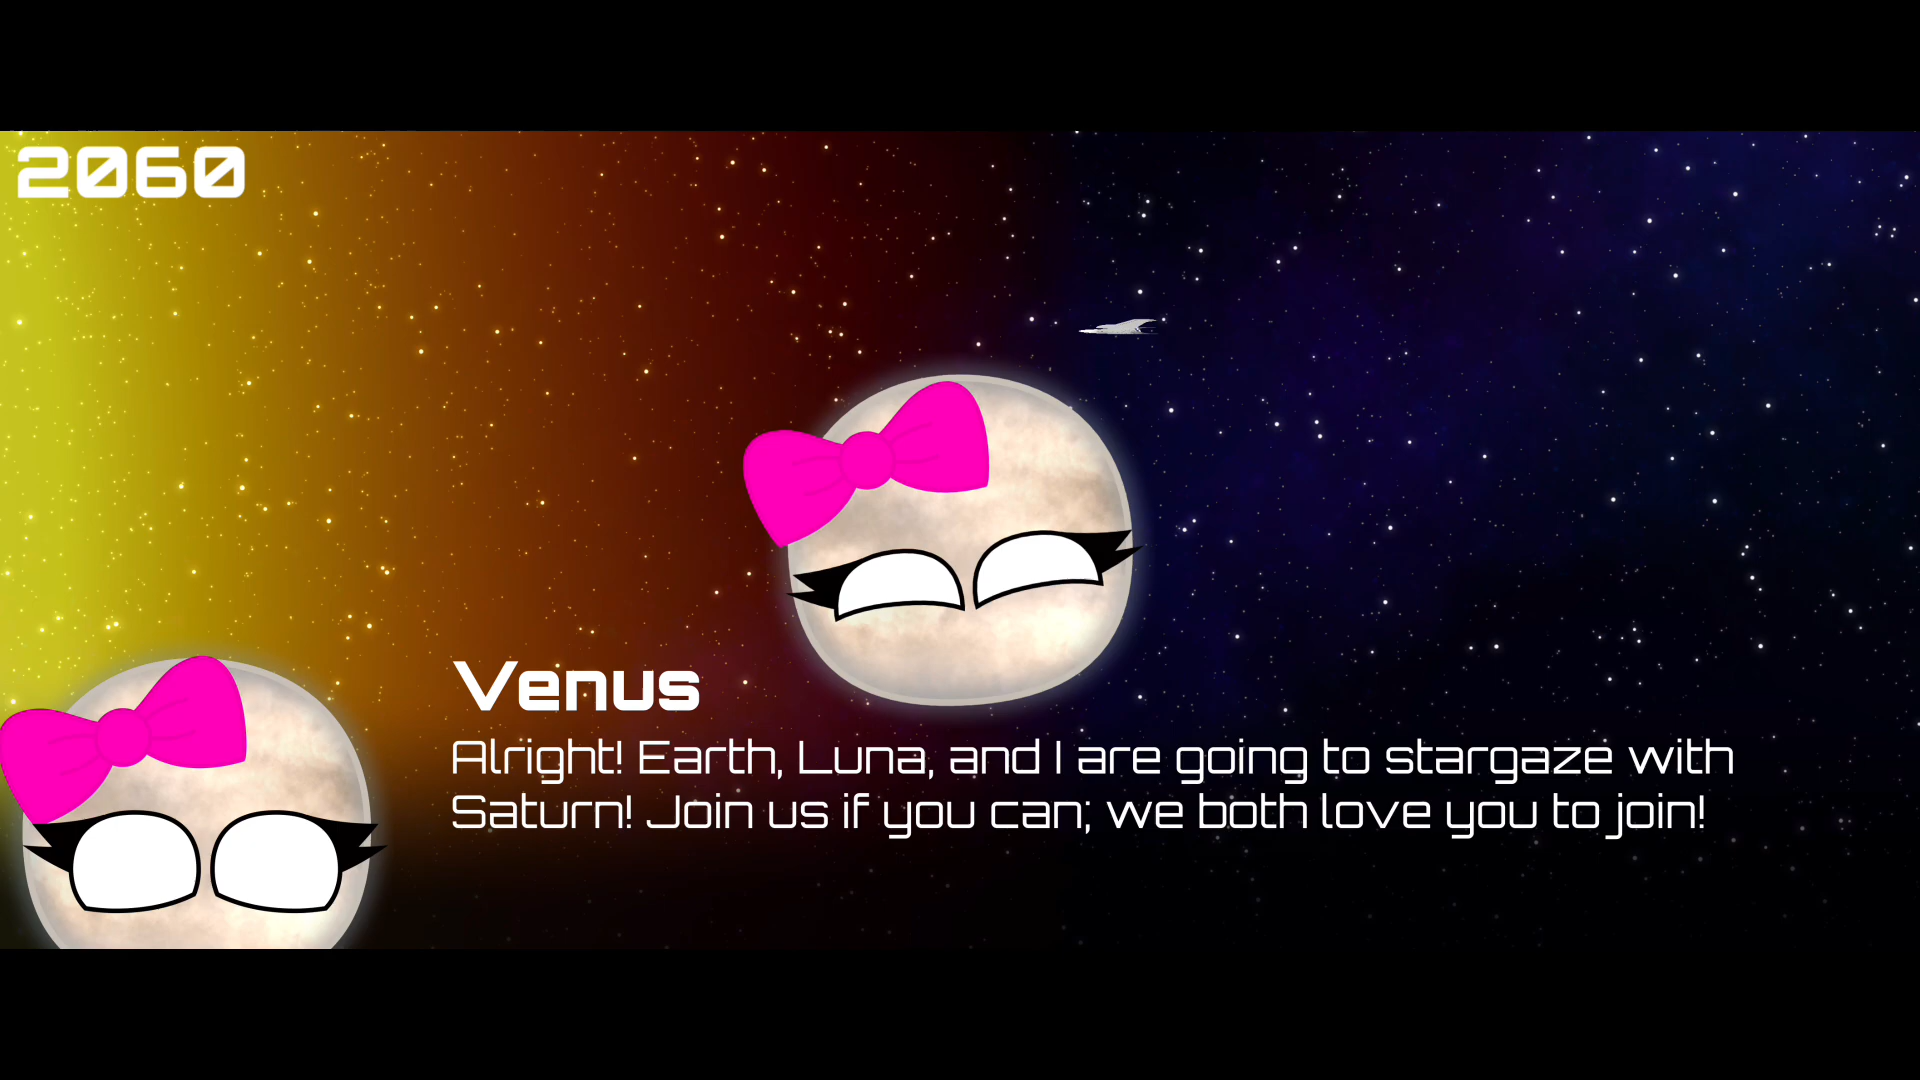 2060
Venus
Alright! Earth, Luna, and I are going to stargaze with
Saturn! Join us if you can; we both love you to join!